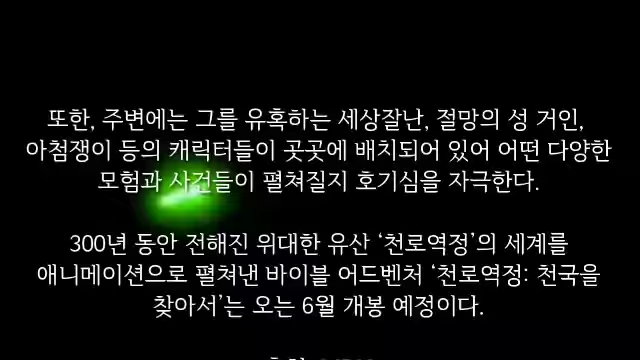 또한, 주변에는 그를 유혹하는 세상잘난, 절망의 성 거인,
아첨쟁이 등의 캐릭터들이 곳곳에 배치되어 있어 어떤 다양한
모험과 사건들이 펼쳐질지 호기심을 자극한다.
300년 동안 전해진 위대한 유산 ‘천로역정’의 세계를
애니메이션으로 펼쳐낸 바이블 어드벤처 ‘천로역정: 천국을
찾아서’는 오는 6월 개봉 예정이다.